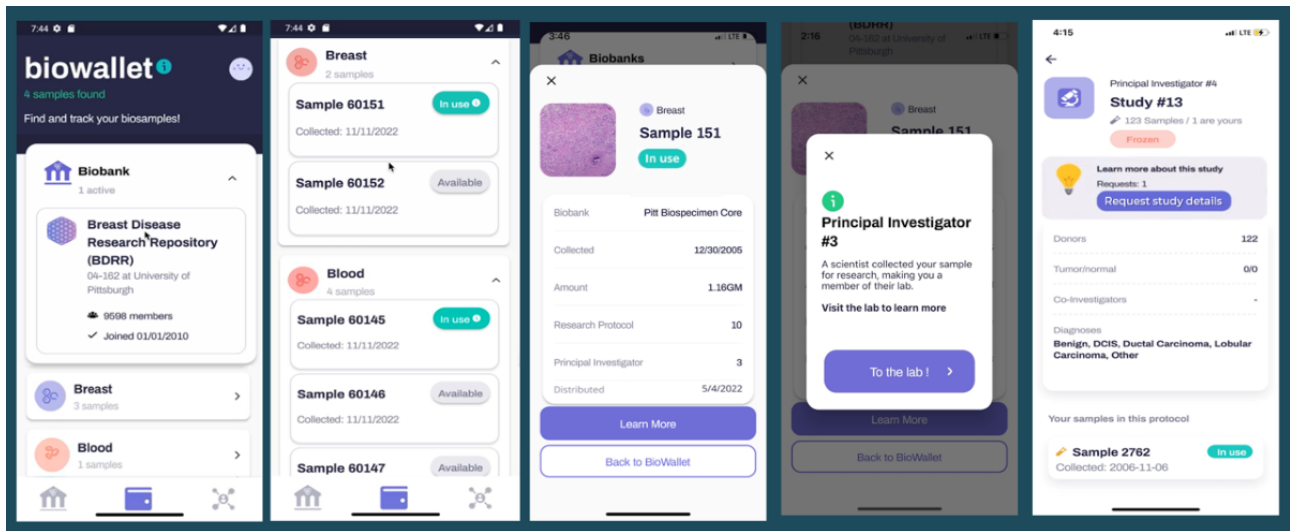 7:44
biowallet
4 samples found
Find and track your biosamples!
Biobank
1 active
Breast Disease
Research Repository
(BDRR)
04-162 at University of
Pittsburgh
9598 members
Joined 01/01/2010
Breast
3 samples
Blood
1 samples
7:44
Breast
2 samples
Sample 60151
In use
Collected: 11/11/2022
Sample 60152
Available
Collected: 11/11/2022
Blood
4 samples
Sample 60145
In use
Collected: 11/11/2022
Sample 60146
Available
Collected: 11/11/2022
Sample 60147
Available
3:46
LTE
Biobanks
Breast
Sample 151
In use
Biobank Pitt Biospecimen Core
Collected 12/30/2005
Amount 1.16GM
Research Protocol 10
Principal Investigator 3
Distributed 5/4/2022
Learn More
Back to BioWallet
(BDRR)
2:16
LTE
04-162 at University of
Pittsburgh
Breast
Sample 151
Principal Investigator
#3
A scientist collected your sample
for research, making you a
member of their lab.
Visit the lab to learn more
To the lab !
Learn More
Back to BioWallet
4:15
LTE
Principal Investigator #4
Study #13
123 Samples / 1 are yours
Frozen
Learn more about this study
Requests: 1
Request study details
Donors 122
Tumor/normal 0/0
Co-Investigators -
Diagnoses
Benign, DCIS, Ductal Carcinoma, Lobular
Carcinoma, Other
Your samples in this protocol
Sample 2762
In use
Collected: 2006-11-06